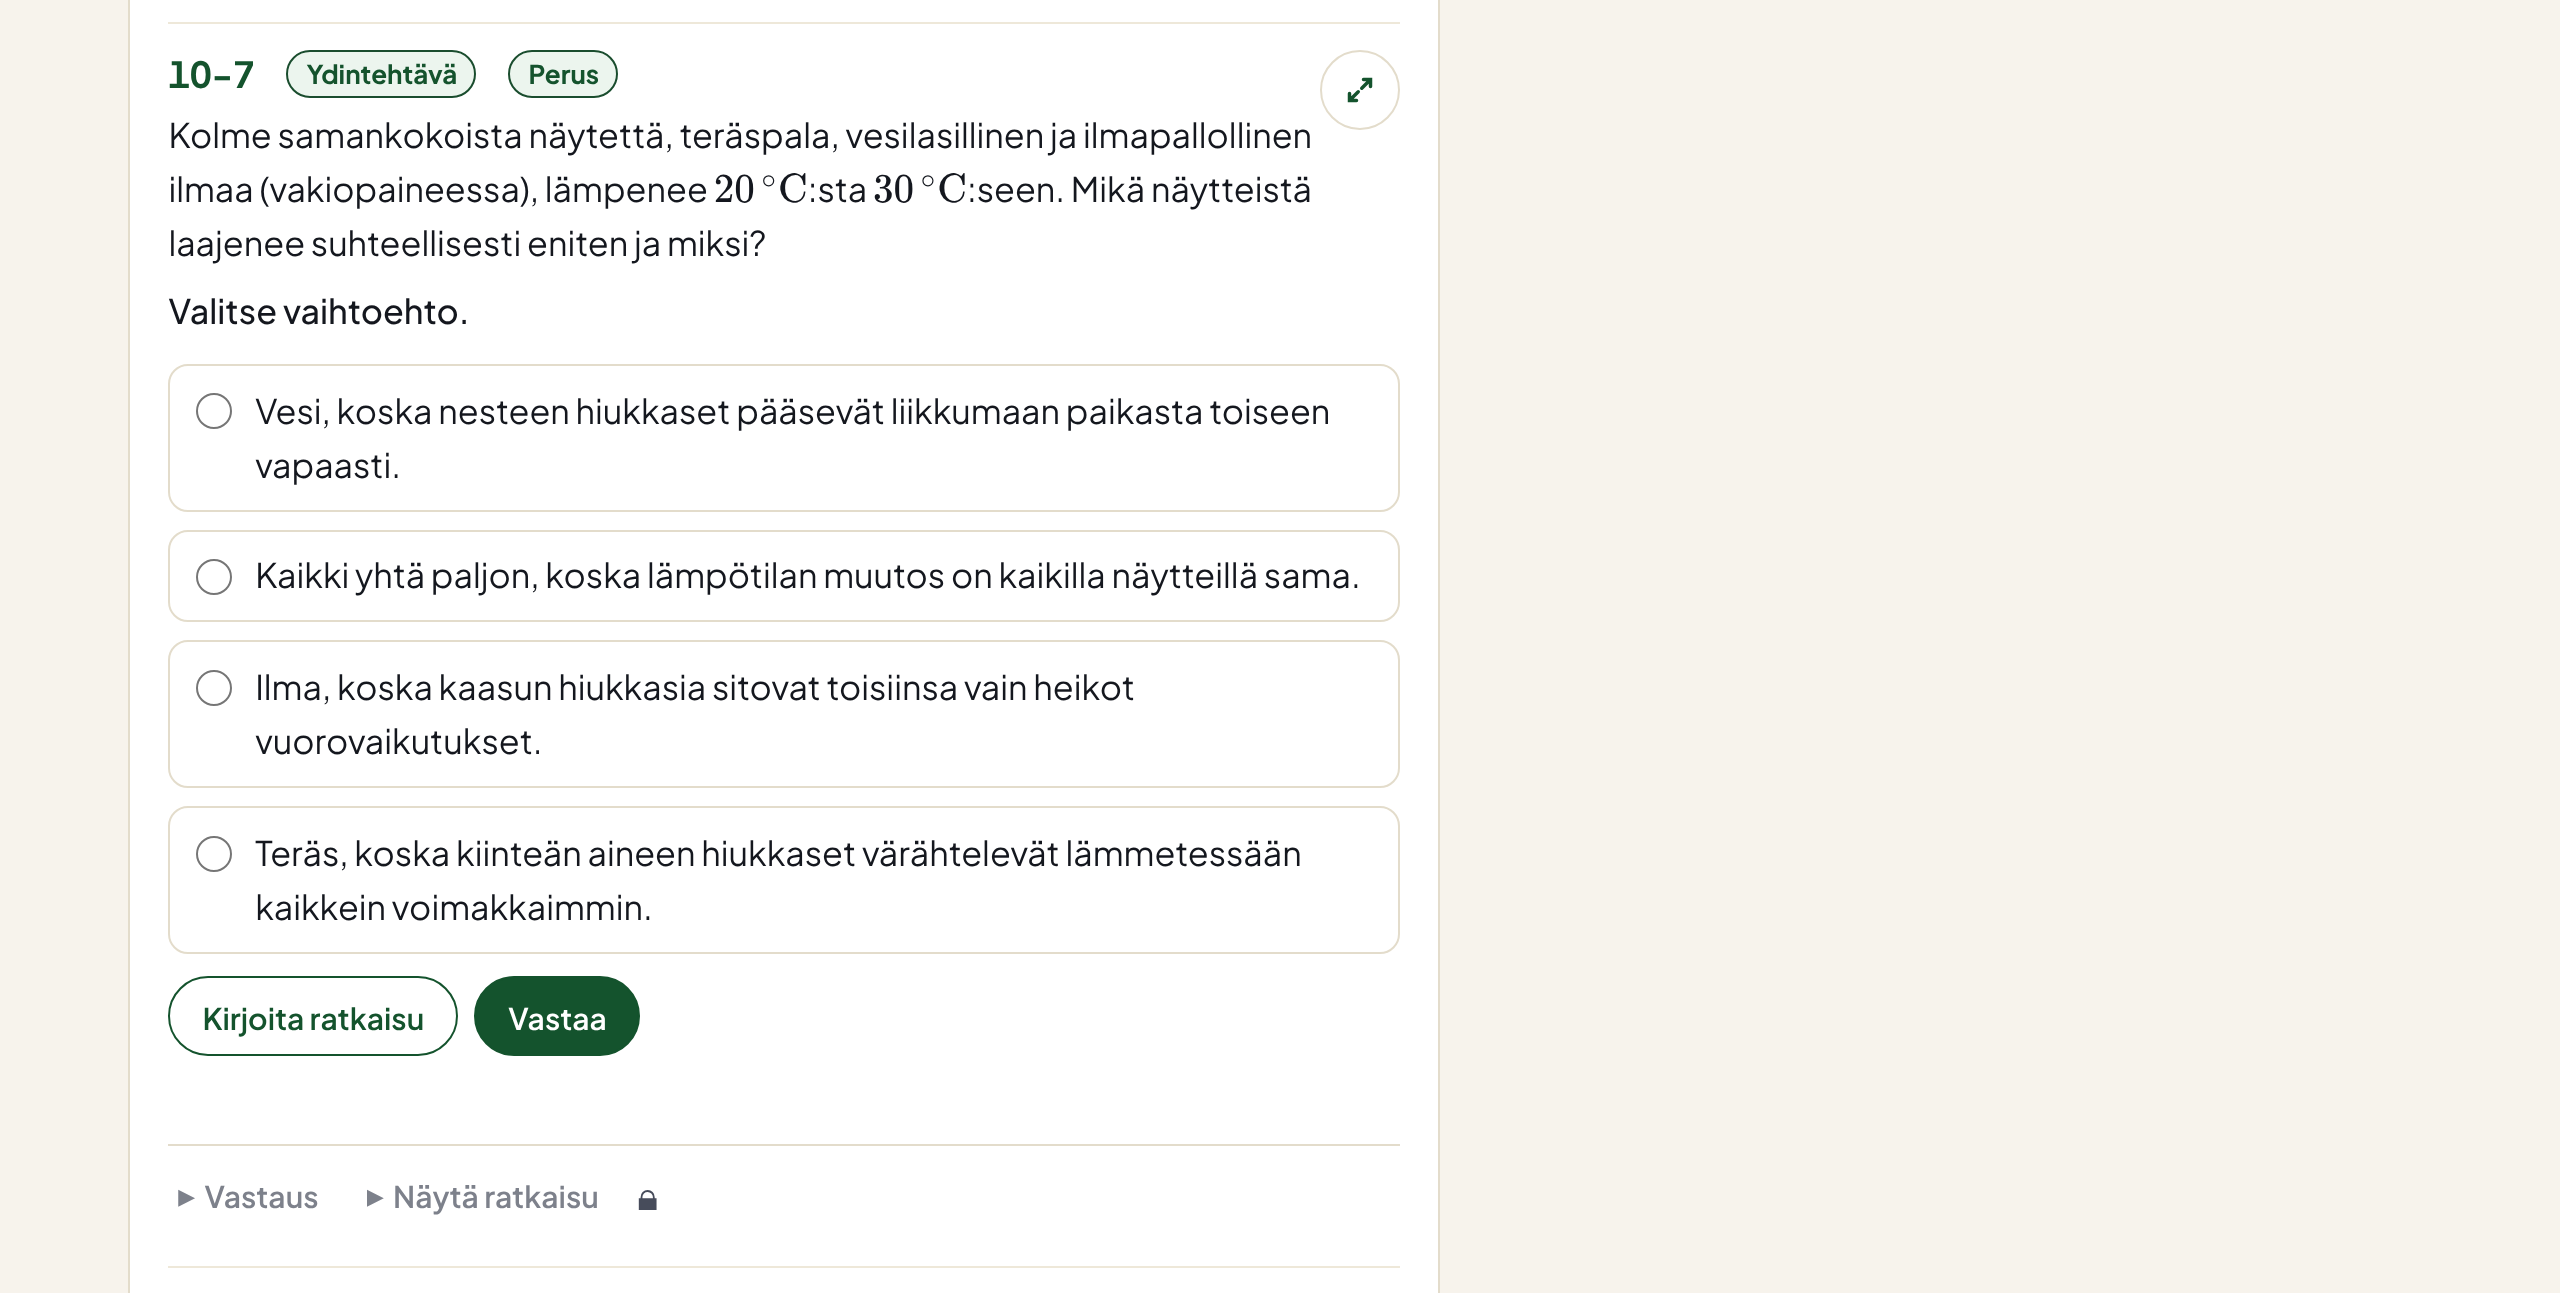 10–7 Ydintehtävä Perus
Kolme samankokoista näytettä, teräspala, vesilasillinen ja ilmapallollinen
ilmaa (vakiopaineessa), lämpenee 20 °C:sta 30 °C:seen. Mikä näytteistä
laajenee suhteellisesti eniten ja miksi?
Valitse vaihtoehto.
Vesi, koska nesteen hiukkaset pääsevät liikkumaan paikasta toiseen
vapaasti.
Kaikki yhtä paljon, koska lämpötilan muutos on kaikilla näytteillä sama.
Ilma, koska kaasun hiukkasia sitovat toisiinsa vain heikot
vuorovaikutukset.
Teräs, koska kiinteän aineen hiukkaset värähtelevät lämmetessään
kaikkein voimakkaimmin.
Kirjoita ratkaisu Vastaa
▶ Vastaus ▶ Näytä ratkaisu